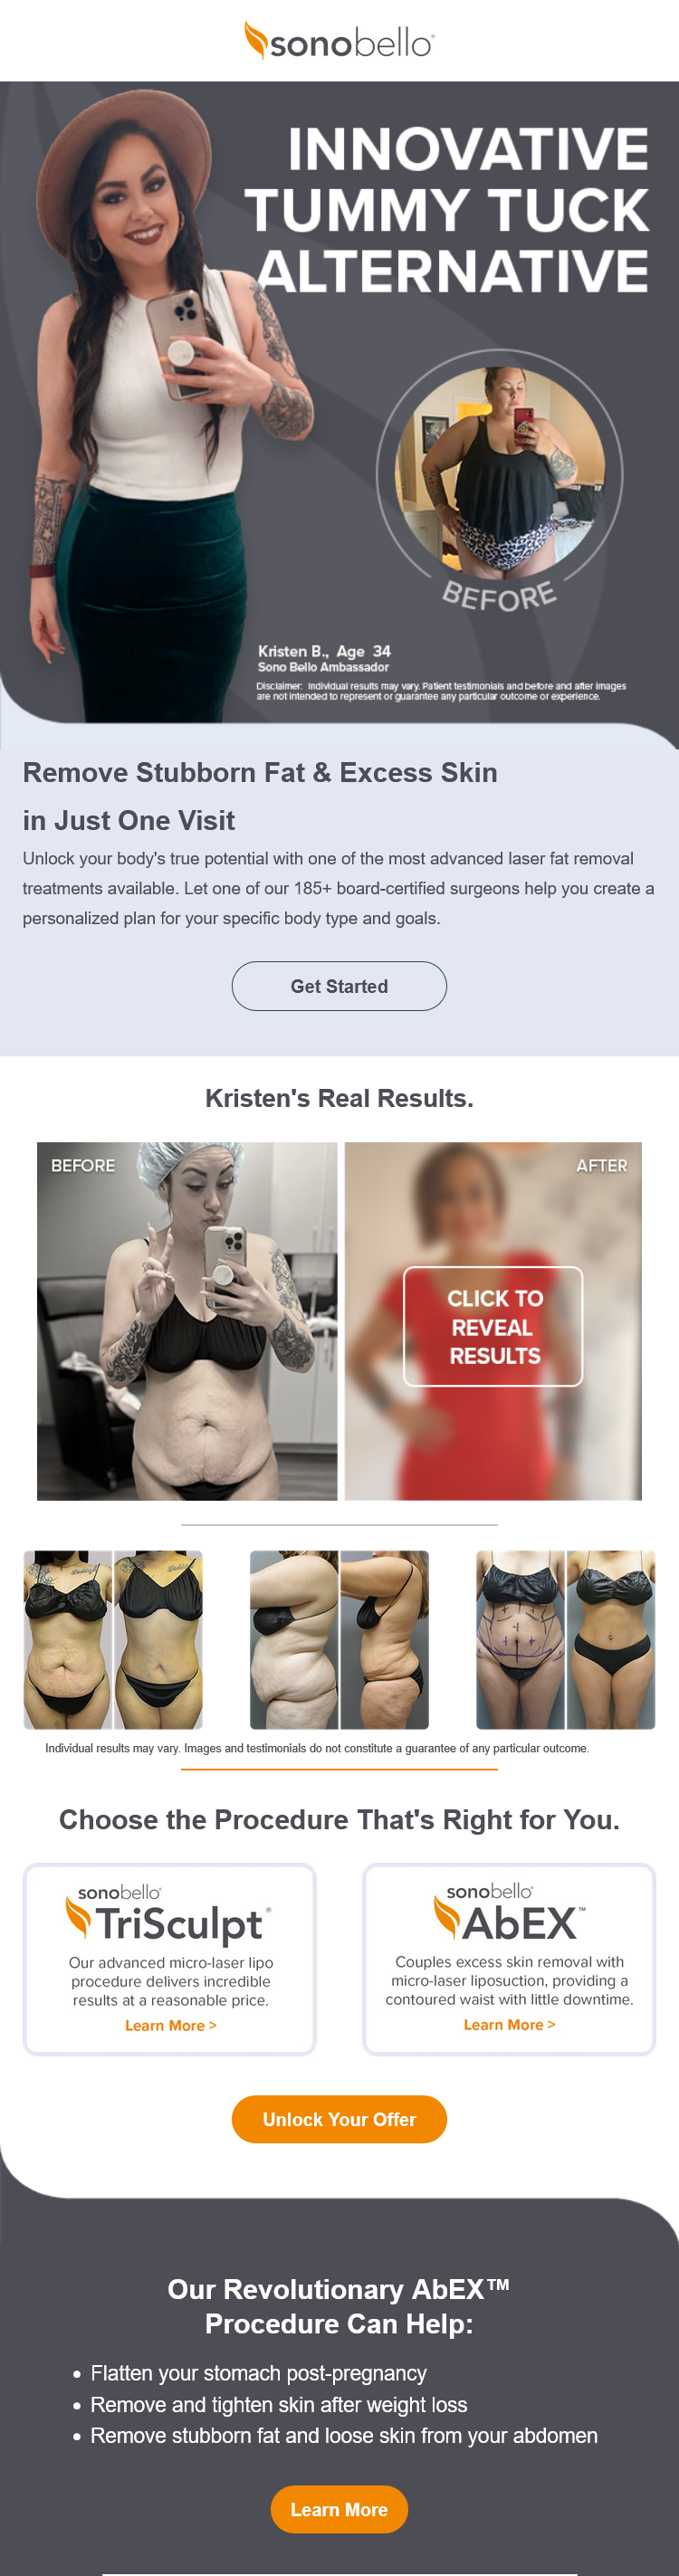 sonobello®
INNOVATIVE
TUMMY TUCK
ALTERNATIVE
BEFORE
Kristen B., Age 34
Sono Bello Ambassador
Disclaimer: Individual results may vary. Patient testimonials and before and after images
are not intended to represent or guarantee any particular outcome or experience.
Remove Stubborn Fat & Excess Skin
in Just One Visit
Unlock your body's true potential with one of the most advanced laser fat removal
treatments available. Let one of our 185+ board-certified surgeons help you create a
personalized plan for your specific body type and goals.
Get Started
Kristen's Real Results.
BEFORE
AFTER
CLICK TO
REVEAL
RESULTS
Individual results may vary. Images and testimonials do not constitute a guarantee of any particular outcome.
Choose the Procedure That's Right for You.
sonobello®
TriSculpt®
Our advanced micro-laser lipo
procedure delivers incredible
results at a reasonable price.
Learn More >
sonobello®
AbEX™
Couples excess skin removal with
micro-laser liposuction, providing a
contoured waist with little downtime.
Learn More >
Unlock Your Offer
Our Revolutionary AbEX™
Procedure Can Help:
• Flatten your stomach post-pregnancy
• Remove and tighten skin after weight loss
• Remove stubborn fat and loose skin from your abdomen
Learn More